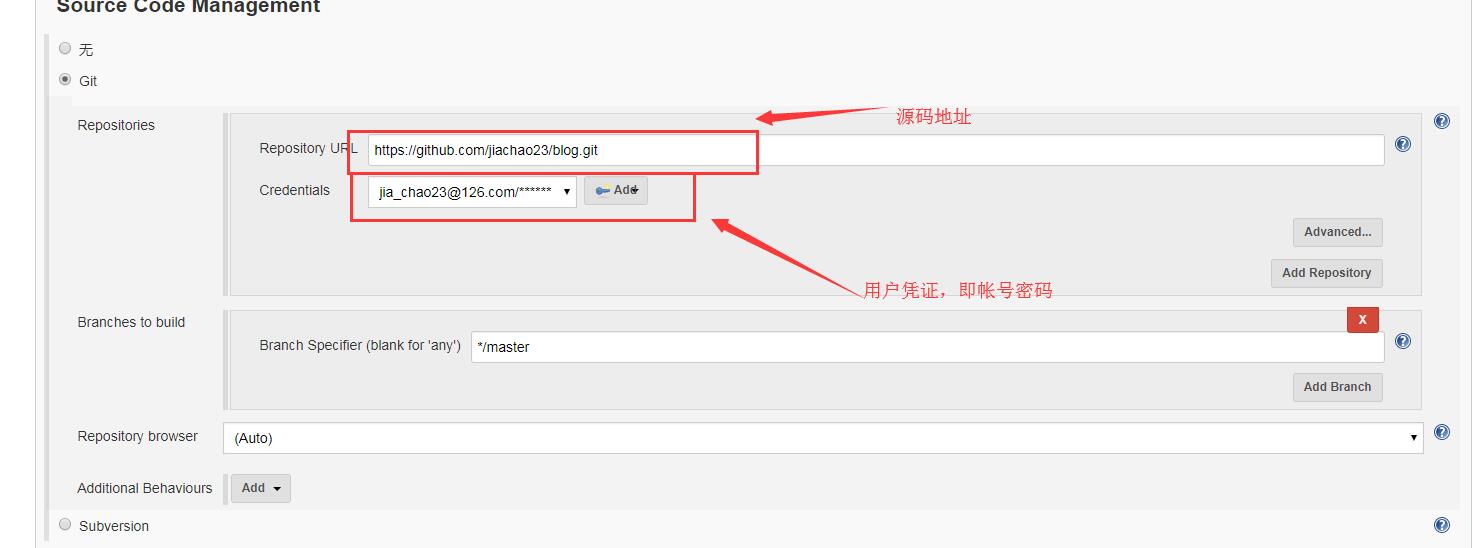 Source Code Management
无
Git
Repositories
源码地址
Repository URL https://github.com/jiachao23/blog.git
Credentials jia_chao23@126.com/****** Add
Advanced...
Add Repository
用户凭证，即帐号密码
Branches to build
X
Branch Specifier (blank for 'any') */master
Add Branch
Repository browser (Auto)
Additional Behaviours Add
Subversion